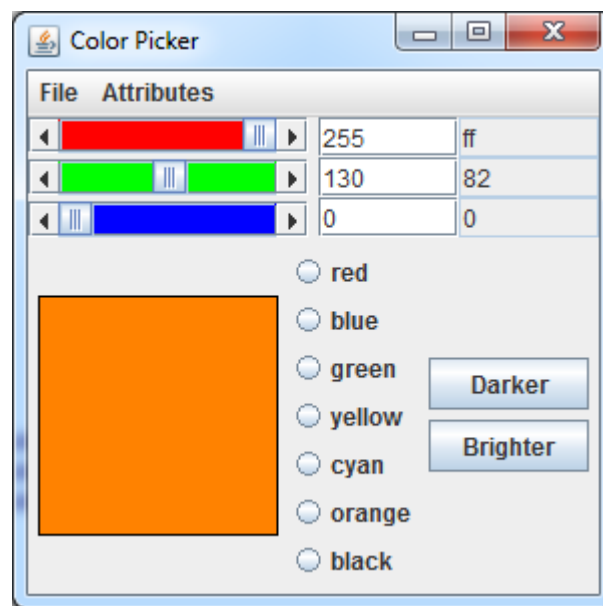 Color Picker
File Attributes
255 ff
130 82
0 0
red
blue
green
yellow
cyan
orange
black
Darker
Brighter